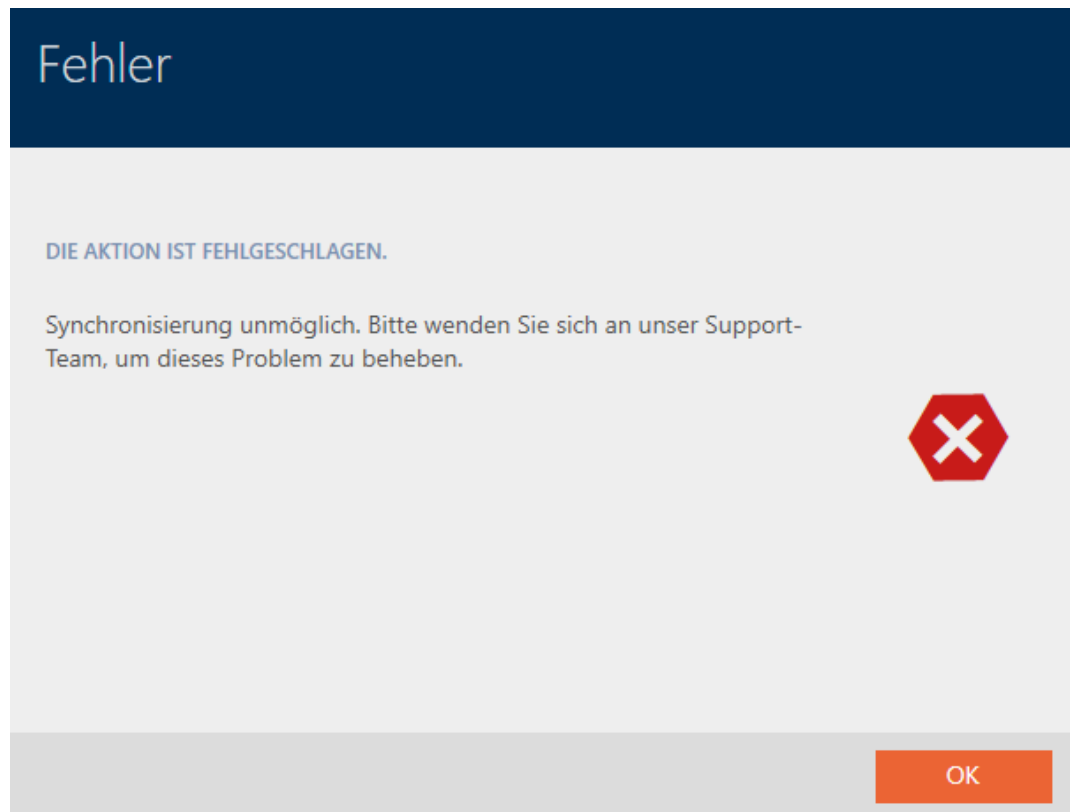 Fehler
DIE AKTION IST FEHLGESCHLAGEN.
Synchronisierung unmöglich. Bitte wenden Sie sich an unser Support-
Team, um dieses Problem zu beheben.
OK